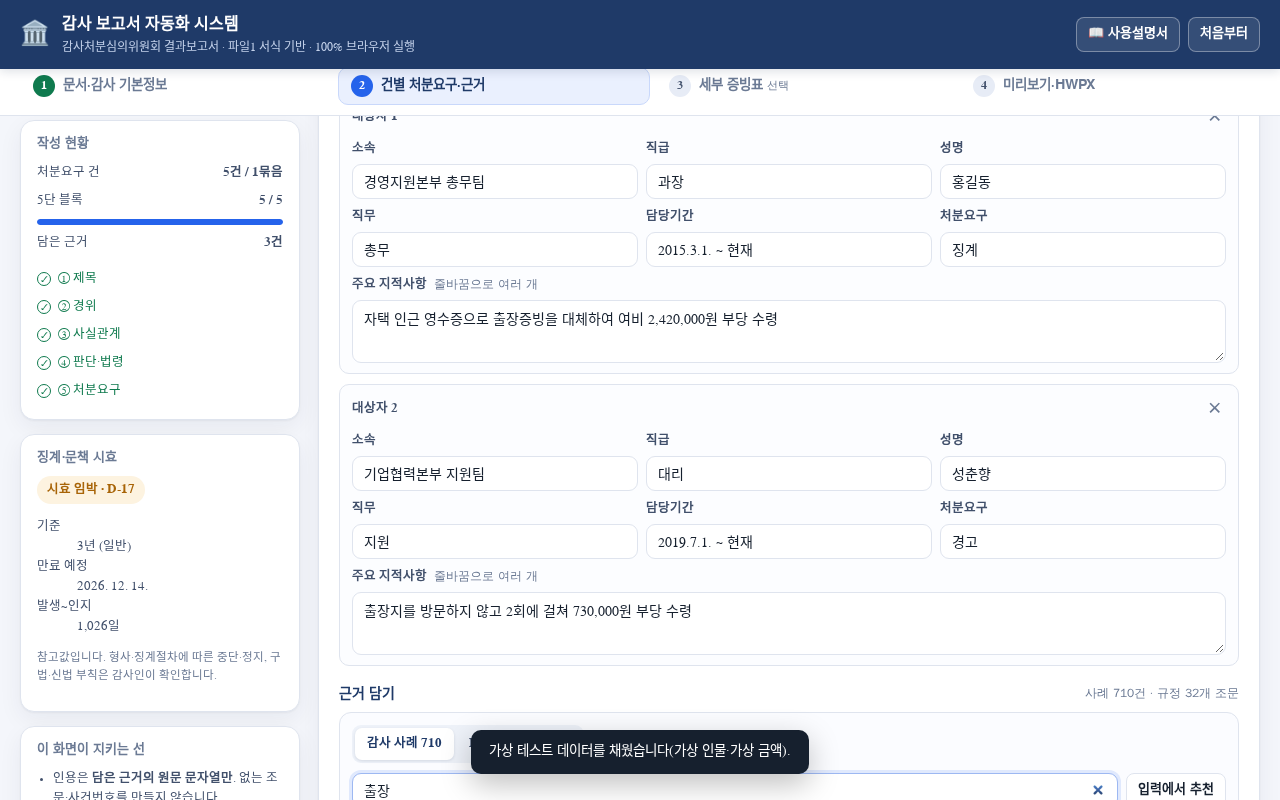 감사 보고서 자동화 시스템
감사처분심의위원회 결과보고서 · 파일1 서식 기반 · 100% 브라우저 실행
📖 사용설명서
처음부터
1 문서·감사 기본정보
2 건별 처분요구·근거
3 세부 증빙표 선택
4 미리보기·HWPX
작성 현황
처분요구 건 5건 / 1묶음
5단 블록 5 / 5
담은 근거 3건
✓ ① 제목
✓ ② 경위
✓ ③ 사실관계
✓ ④ 판단·법령
✓ ⑤ 처분요구
징계·문책 시효
시효 임박 · D-17
기준
3년 (일반)
만료 예정
2026. 12. 14.
발생~인지
1,026일
참고값입니다. 형사·징계절차에 따른 중단·정지, 구
법·신법 부칙은 감사인이 확인합니다.
이 화면이 지키는 선
• 인용은 담은 근거의 원문 문자열만. 없는 조
문·사건번호를 만들지 않습니다
대상자 1 ✕
소속 직급 성명
경영지원본부 총무팀 과장 홍길동
직무 담당기간 처분요구
총무 2015.3.1. ~ 현재 징계
주요 지적사항 줄바꿈으로 여러 개
자택 인근 영수증으로 출장증빙을 대체하여 여비 2,420,000원 부당 수령
대상자 2 ✕
소속 직급 성명
기업협력본부 지원팀 대리 성춘향
직무 담당기간 처분요구
지원 2019.7.1. ~ 현재 경고
주요 지적사항 줄바꿈으로 여러 개
출장지를 방문하지 않고 2회에 걸쳐 730,000원 부당 수령
근거 담기 사례 710건 · 규정 32개 조문
감사 사례 710
가상 테스트 데이터를 채웠습니다(가상 인물·가상 금액).
출장 ✕ 입력에서 추천